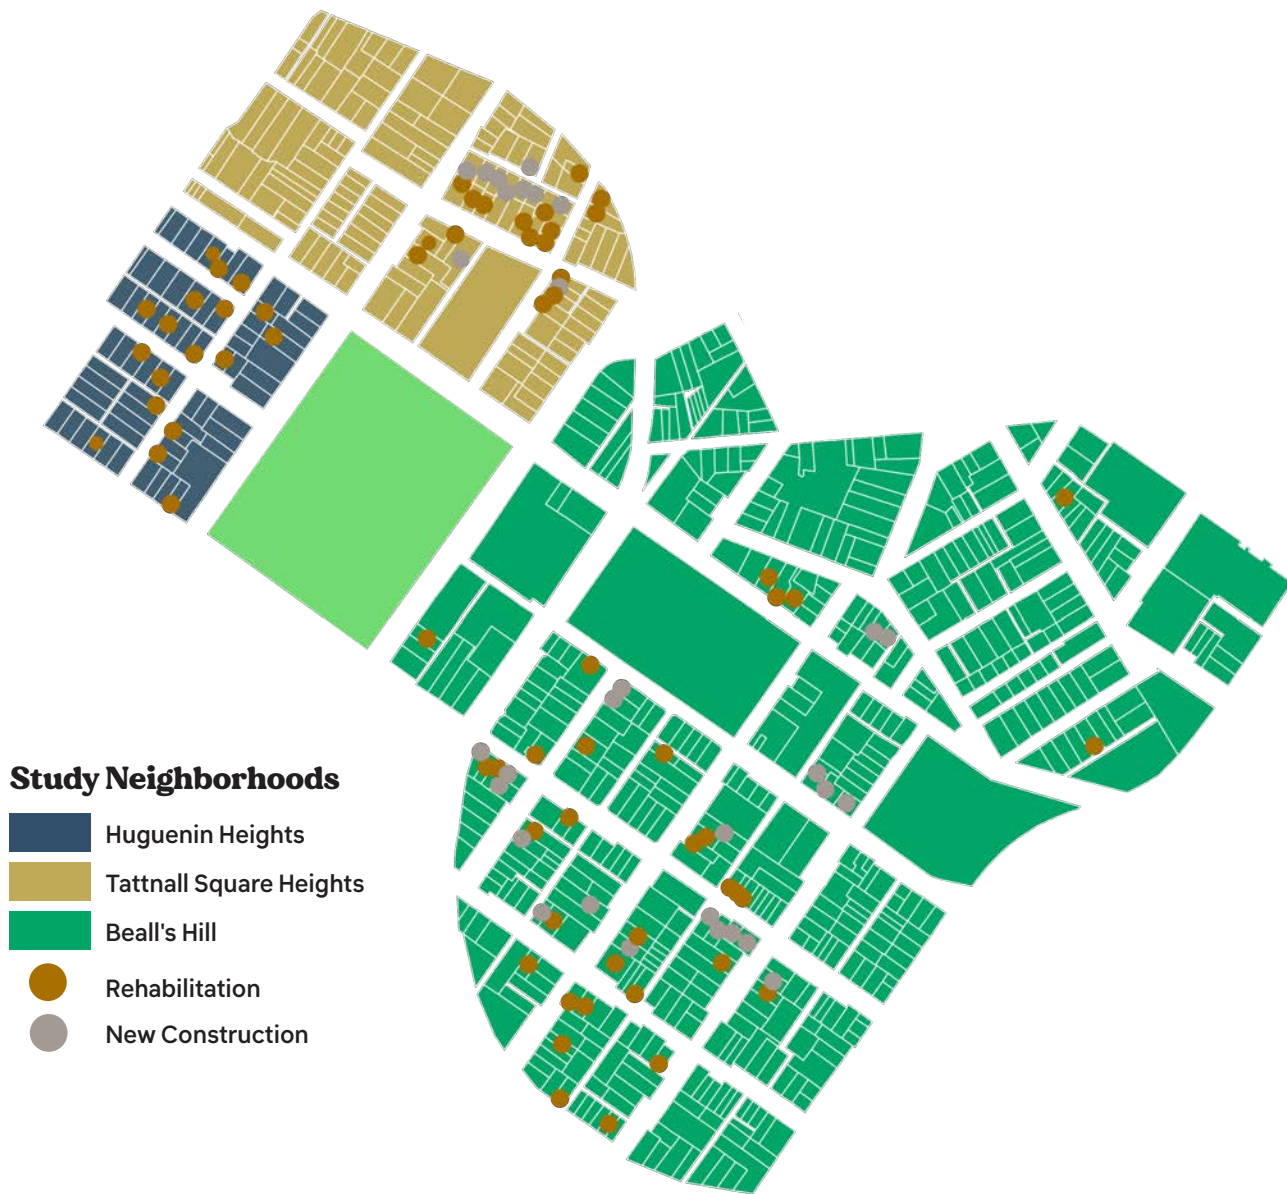 Study Neighborhoods
Huguenin Heights
Tattnall Square Heights
Beall's Hill
Rehabilitation
New Construction